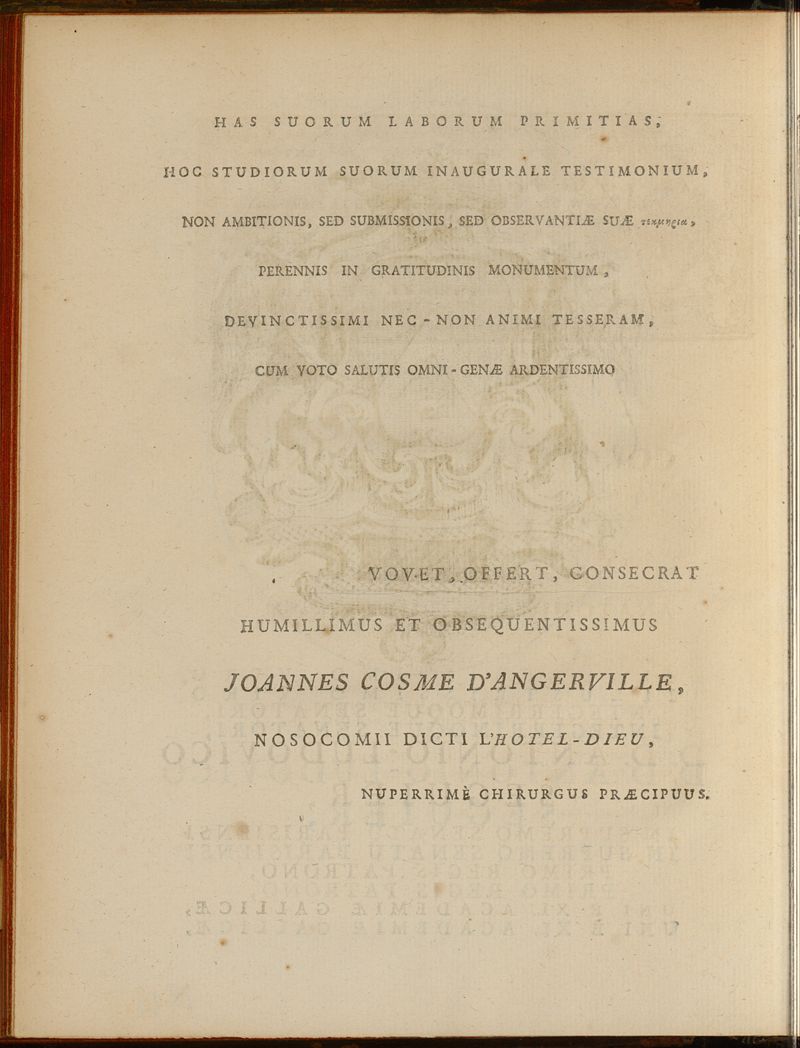 HAS SUORUM LABORUM PRIMITIAS,
HOC STUDIORUM SUORUM INAUGURALE TESTIMONIUM,
NON AMBITIONIS, SED SUBMISSIONIS, SED OBSERVANTIÆ SUÆ τεκμηρια,
PERENNIS IN GRATITUDINIS MONUMENTUM,
DEVINCTISSIMI NEC-NON ANIMI TESSERAM,
CUM VOTO SALUTIS OMNI-GENÆ ARDENTISSIMO
VOVET, OFFERT, CONSECRAT
HUMILLIMUS ET OBSEQUENTISSIMUS
JOANNES COSME D'ANGERVILLE,
NOSOCOMII DICTI L'HOTEL-DIEU,
NUPERRIMÈ CHIRURGUS PRÆCIPUUS.